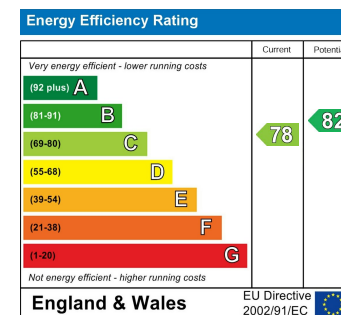 Energy Efficiency Rating
Current Potenti
Very energy efficient - lower running costs
(92 plus) A
(81-91) B
82
(69-80) C
78
(55-68) D
(39-54) E
(21-38) F
(1-20) G
Not energy efficient - higher running costs
England & Wales
EU Directive
2002/91/EC